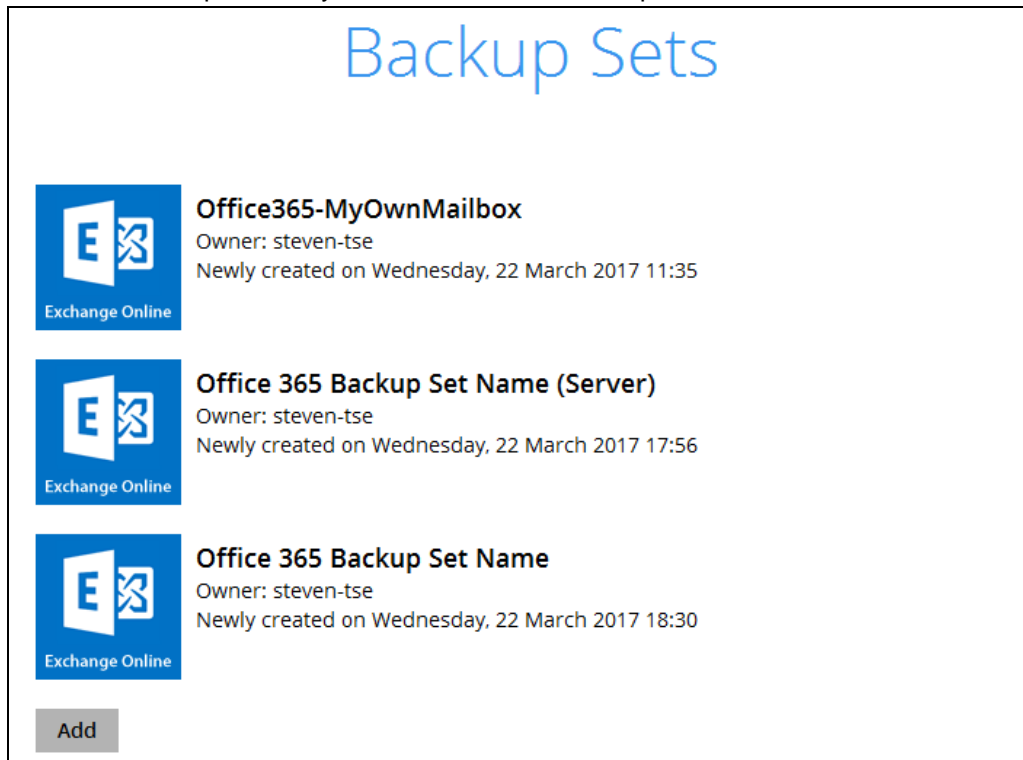 Backup Sets
Office365-MyOwnMailbox
Owner: steven-tse
Newly created on Wednesday, 22 March 2017 11:35
E
Exchange Online
Office 365 Backup Set Name (Server)
Owner: steven-tse
Newly created on Wednesday, 22 March 2017 17:56
E
Exchange Online
Office 365 Backup Set Name
Owner: steven-tse
Newly created on Wednesday, 22 March 2017 18:30
E
Exchange Online
Add